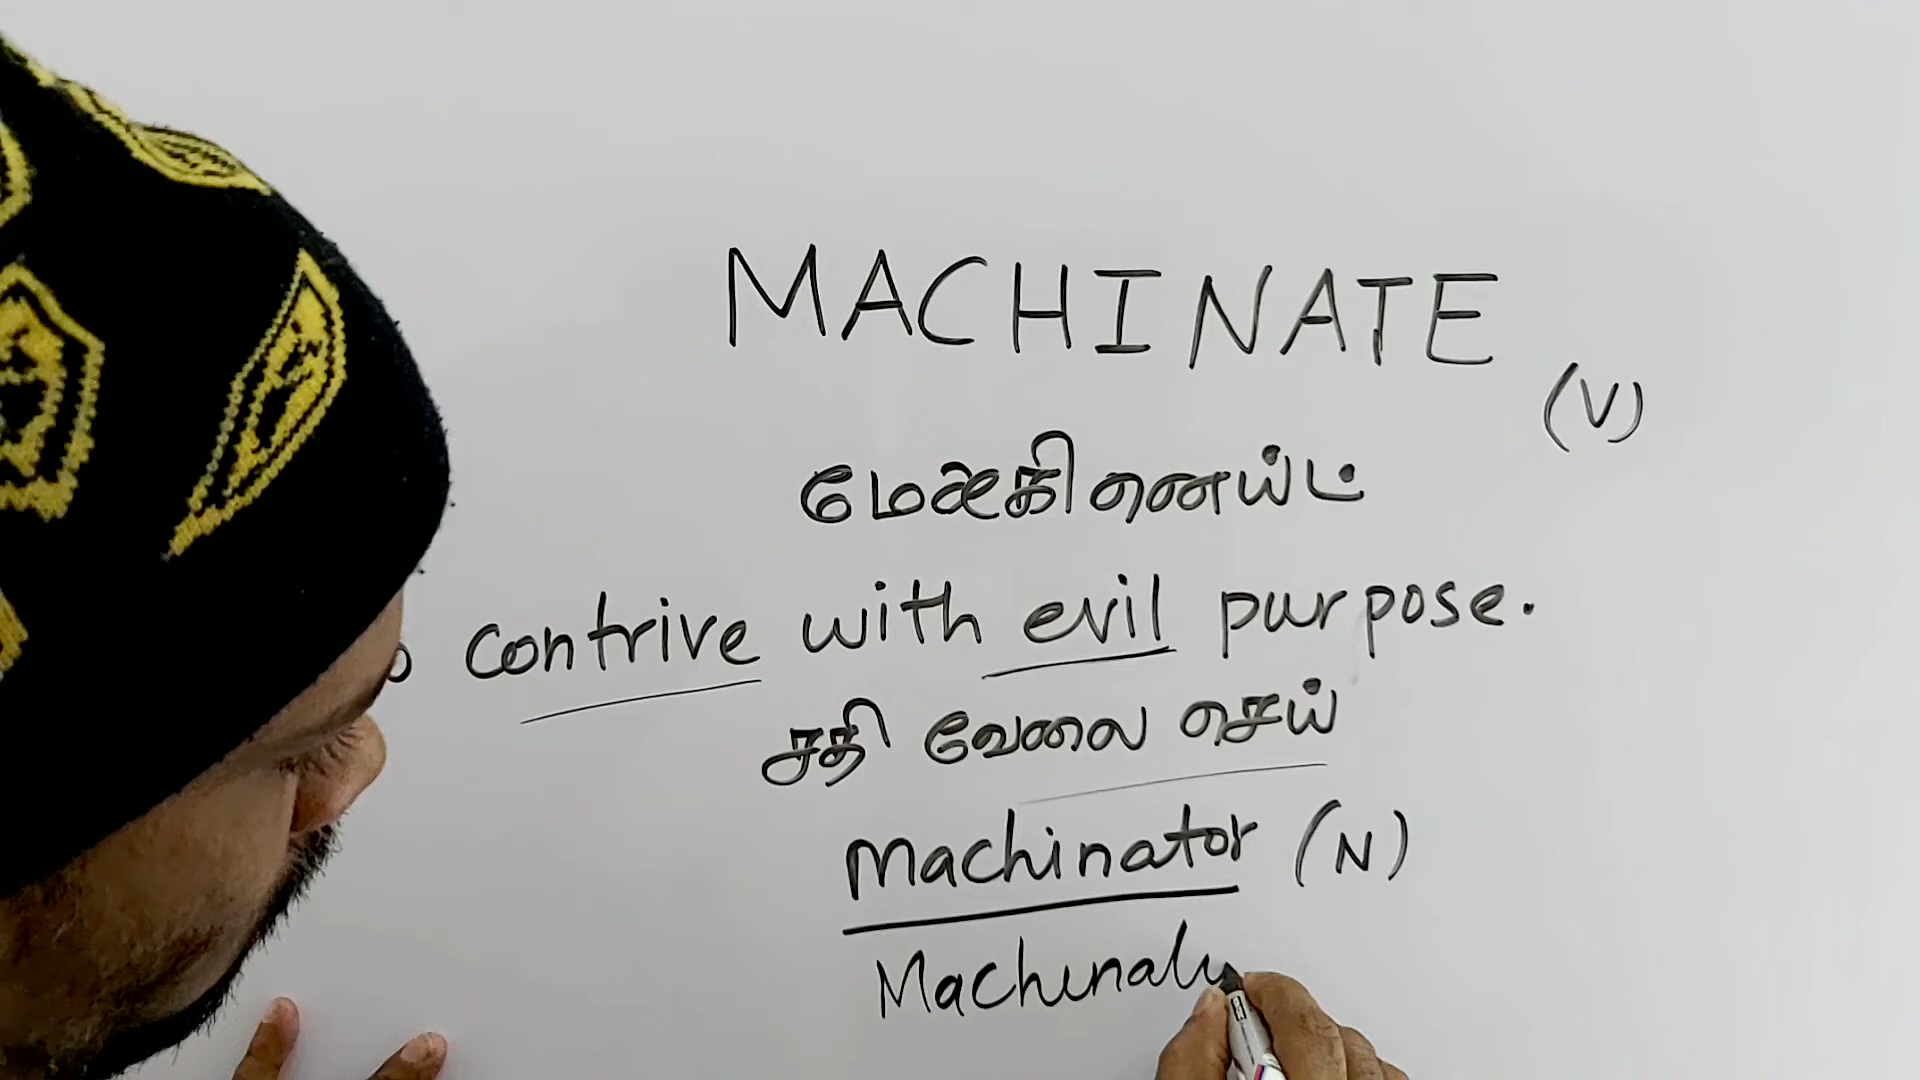 MACHINATE
(V)
மேகினெய்ட்
contrive with evil purpose.
சதி வேலை செய்
Machinator (N)